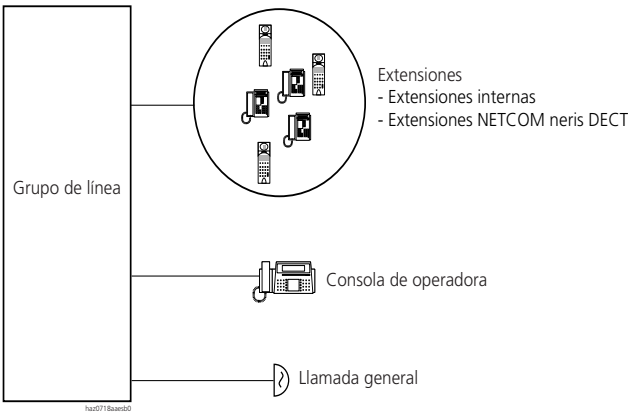 Extensiones
- Extensiones internas
- Extensiones NETCOM neris DECT
Grupo de línea
Consola de operadora
Llamada general
haz0718aaesb0